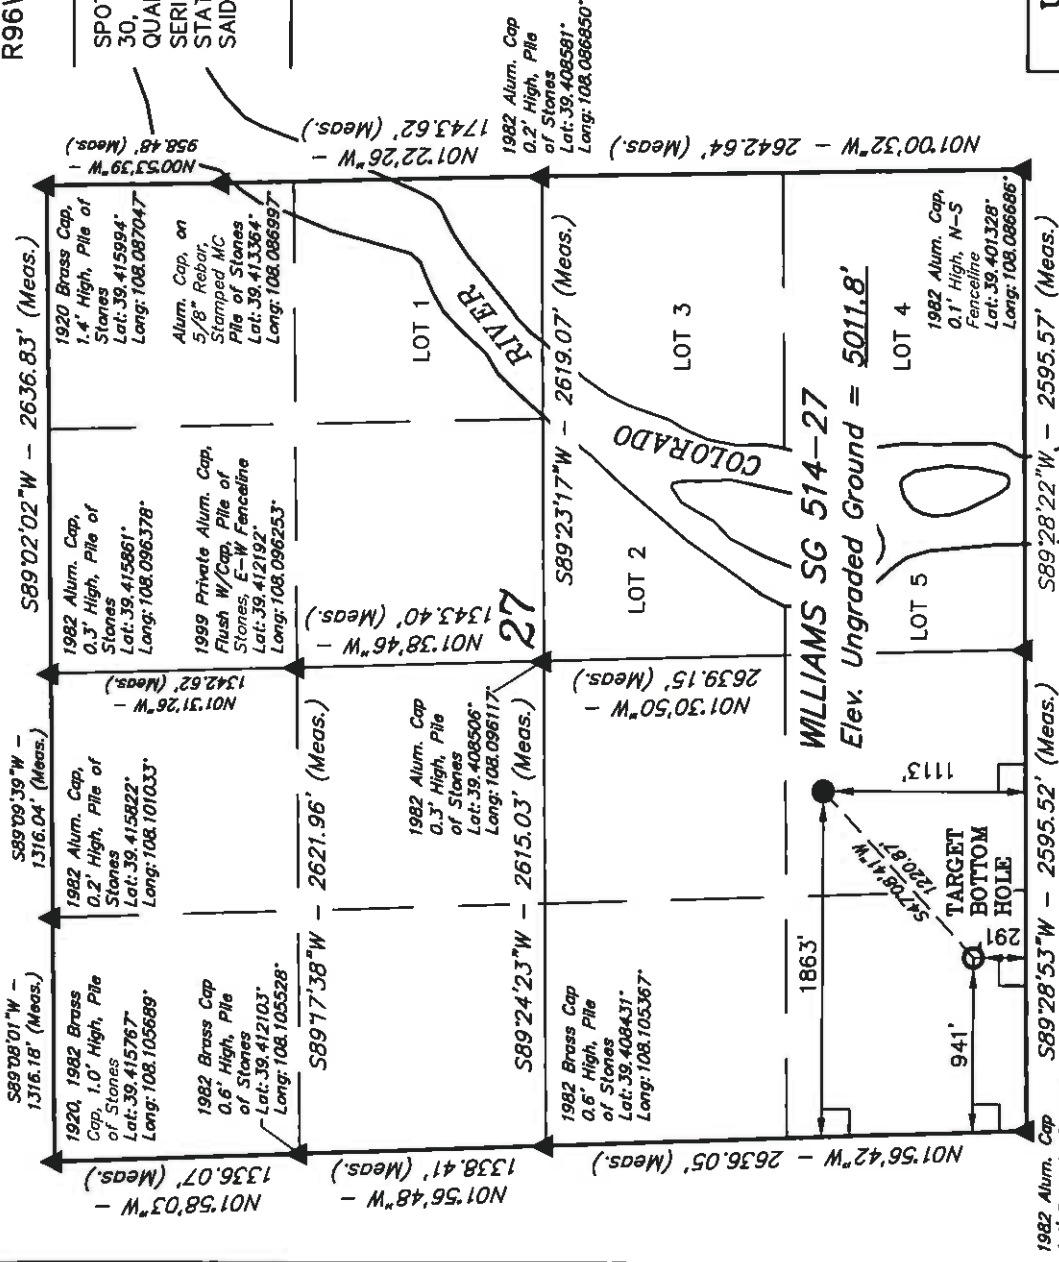 R96W
SPOT
30,
QUAD
SERI
STAT
SAID
S89°08'01"W –
1316.18' (Meas.)
S89°09'39"W –
1316.04' (Meas.)
S89°02'02"W – 2636.83' (Meas.)
1920, 1982 Brass
Cap, 1.0' High, Pile
of Stones
Lat: 39.415767°
Long: 108.105689°
1982 Alum. Cap,
0.2' High, Pile of
Stones
Lat: 39.415822°
Long: 108.101033°
1982 Alum. Cap,
0.3' High, Pile of
Stones
Lat: 39.415861°
Long: 108.096378°
1920 Brass Cap,
1.4' High, Pile of
Stones
Lat: 39.415994°
Long: 108.087047°
N00°53'39"W –
958.48' (Meas.)
N01°58'03"W –
1336.07' (Meas.)
N01°31'26"W –
1342.62' (Meas.)
Alum. Cap, on
5/8" Rebar,
Stamped MC
Pile of Stones
Lat: 39.413364°
Long: 108.086997°
1982 Brass Cap
0.6' High, Pile
of Stones
Lat: 39.412103°
Long: 108.105528°
1999 Private Alum. Cap,
Flush W/Cap, Pile of
Stones, E–W Fenceline
Lat: 39.412192°
Long: 108.096253°
S89°17'38"W – 2621.96' (Meas.)
N01°22'26"W –
1743.62' (Meas.)
N01°56'48"W –
1338.41' (Meas.)
N01°38'46"W –
1343.40' (Meas.)
LOT 1
RIVER
1982 Alum. Cap
0.3' High, Pile
of Stones
Lat: 39.408506°
Long: 108.096117°
27
1982 Alum. Cap
0.2' High, Pile
of Stones
Lat: 39.408581°
Long: 108.086850°
S89°24'23"W – 2615.03' (Meas.)
S89°23'17"W – 2619.07' (Meas.)
1982 Brass Cap
0.6' High, Pile
of Stones
Lat: 39.408431°
Long: 108.105367°
N01°56'42"W – 2636.05' (Meas.)
N01°30'50"W –
2639.15' (Meas.)
N01°00'32"W – 2642.64' (Meas.)
LOT 2
COLORADO
LOT 3
WILLIAMS SG 514–27
Elev. Ungraded Ground = 5011.8'
1863'
1113'
S47°08'41"W
1220.87'
TARGET
BOTTOM
HOLE
941'
291'
LOT 5
LOT 4
1982 Alum. Cap,
0.1' High, N–S
Fenceline
Lat: 39.401328°
Long: 108.086686°
1982 Alum. Cap
S89°28'53"W – 2595.52' (Meas.)
S89°28'22"W – 2595.57' (Meas.)